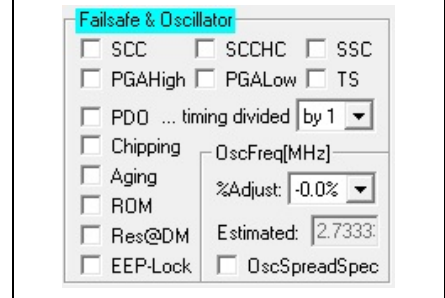 Failsafe & Oscillator
SCC SCCHC SSC
PGAHigh PGALow TS
PDO ... timing divided by 1
Chipping
OscFreq[MHz]
Aging
%Adjust: -0.0%
ROM
Res@DM
Estimated: 2.7333
EEP-Lock
OscSpreadSpec